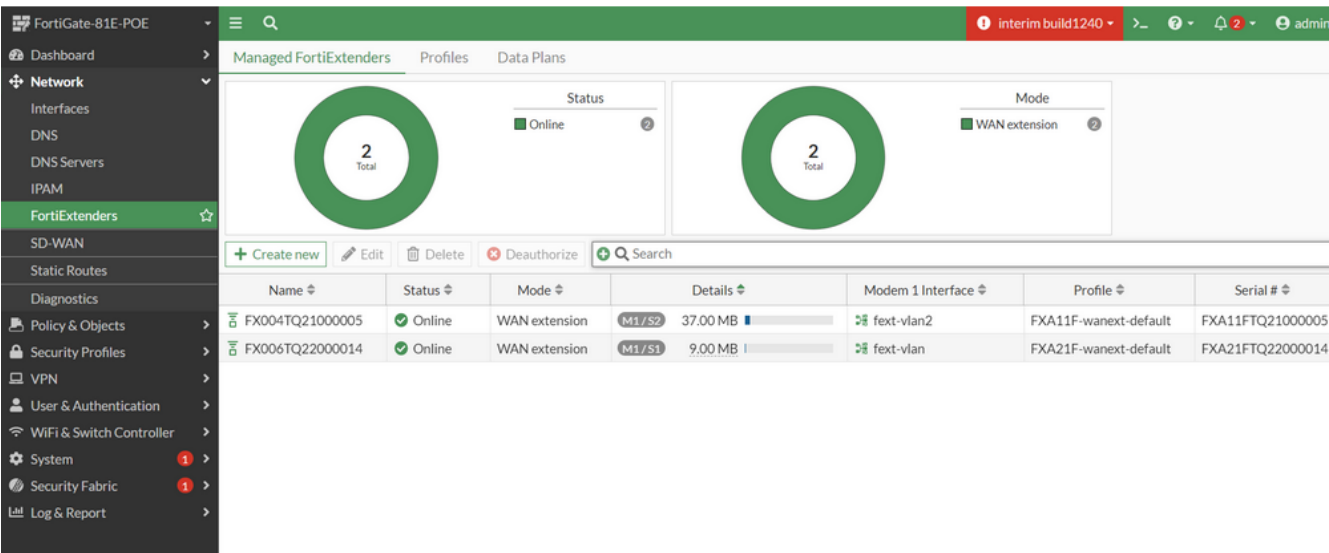 FortiGate-81E-POE
interim build1240
>_
2
admin
Dashboard
Network
Interfaces
DNS
DNS Servers
IPAM
FortiExtenders
SD-WAN
Static Routes
Diagnostics
Policy & Objects
Security Profiles
VPN
User & Authentication
WiFi & Switch Controller
System 1
Security Fabric 1
Log & Report
Managed FortiExtenders Profiles Data Plans
2
Total
Status
Online 2
2
Total
Mode
WAN extension 2
Create new Edit Delete Deauthorize Search
Name Status Mode Details Modem 1 Interface Profile Serial #
FX004TQ21000005 Online WAN extension M1/S2 37.00 MB fext-vlan2 FXA11F-wanext-default FXA11FTQ21000005
FX006TQ22000014 Online WAN extension M1/S1 9.00 MB fext-vlan FXA21F-wanext-default FXA21FTQ22000014